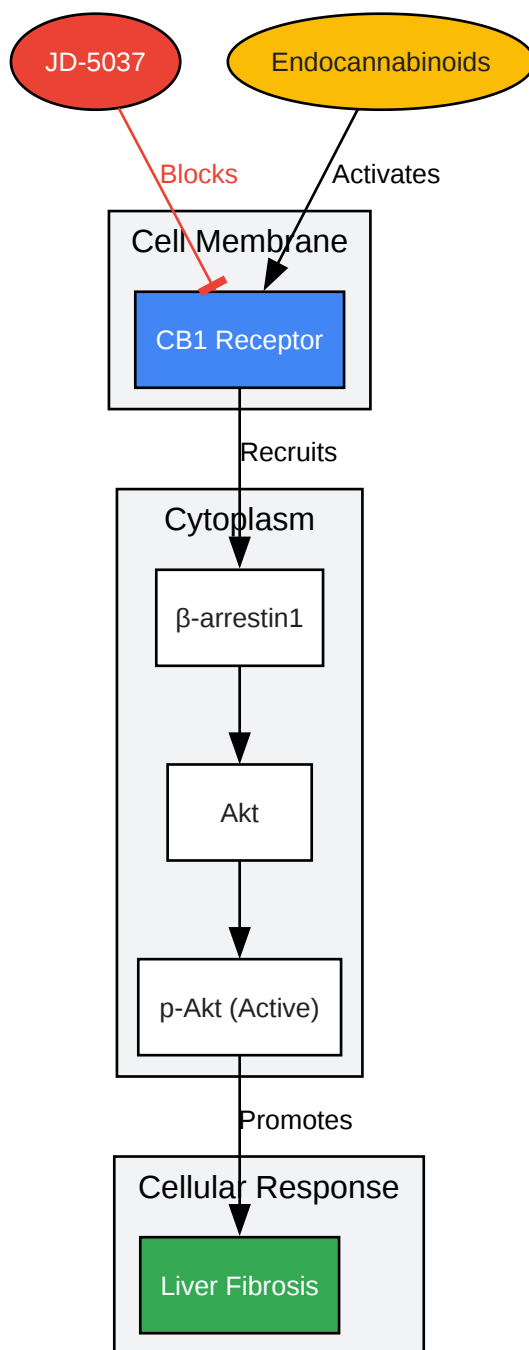 JD-5037
Endocannabinoids
Blocks
Activates
Cell Membrane
CB1 Receptor
Recruits
Cytoplasm
β-arrestin1
Akt
p-Akt (Active)
Promotes
Cellular Response
Liver Fibrosis